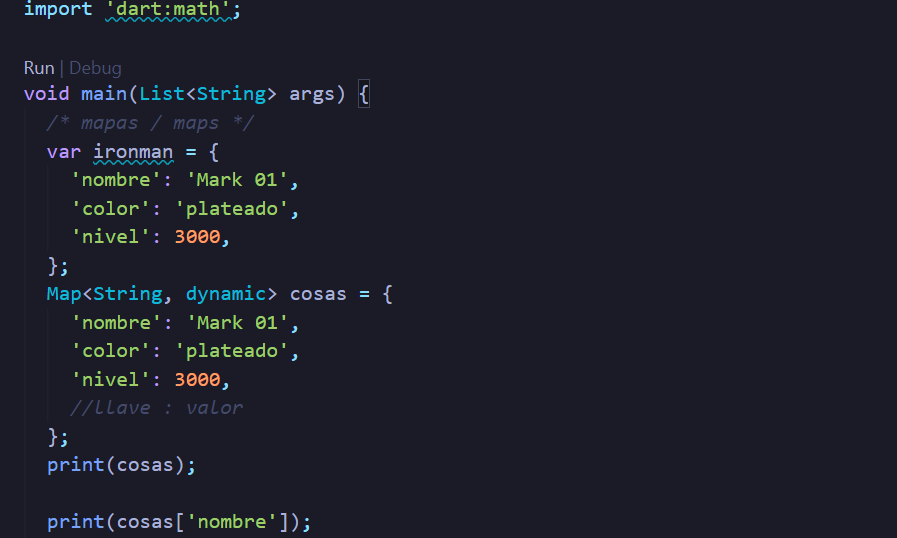 import 'dart:math';
Run | Debug
void main(List<String> args) {
/* mapas / maps */
var ironman = {
'nombre': 'Mark 01',
'color': 'plateado',
'nivel': 3000,
};
Map<String, dynamic> cosas = {
'nombre': 'Mark 01',
'color': 'plateado',
'nivel': 3000,
//llave : valor
};
print(cosas);
print(cosas['nombre']);